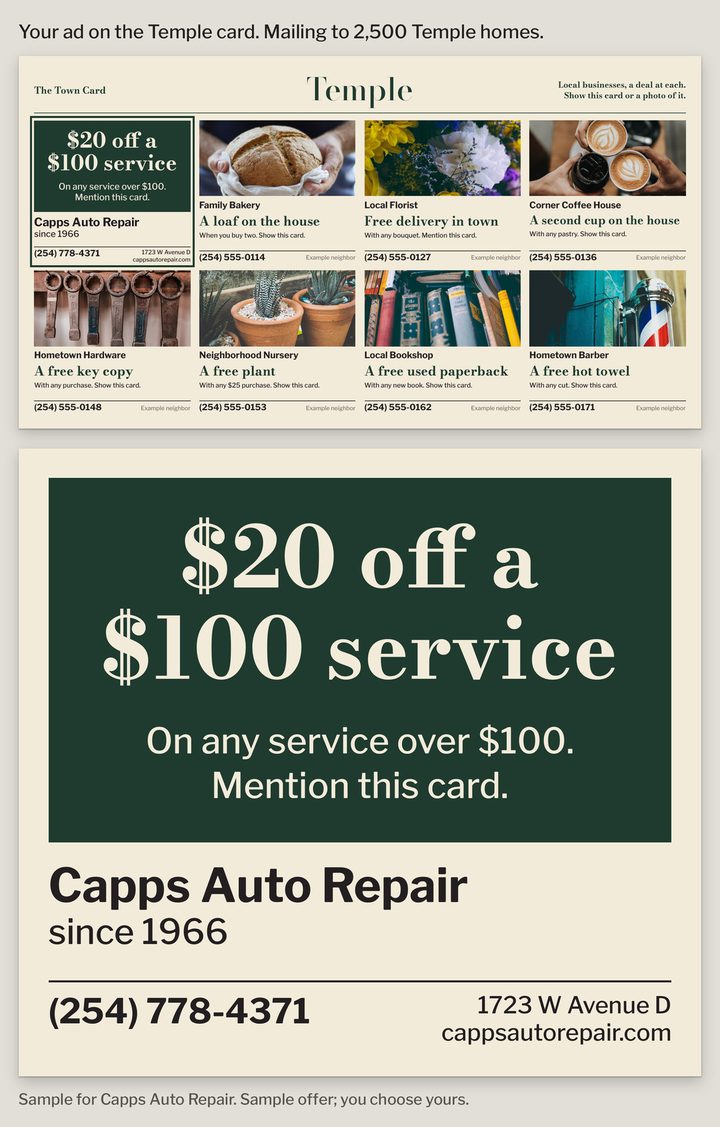 Your ad on the Temple card. Mailing to 2,500 Temple homes.
The Town Card
Temple
Local businesses, a deal at each.
Show this card or a photo of it.
$20 off a
$100 service
On any service over $100.
Mention this card.
Capps Auto Repair
since 1966
(254) 778-4371
1723 W Avenue D
cappsautorepair.com
Family Bakery
A loaf on the house
When you buy two. Show this card.
(254) 555-0114
Example neighbor
Local Florist
Free delivery in town
With any bouquet. Mention this card.
(254) 555-0127
Example neighbor
Corner Coffee House
A second cup on the house
With any pastry. Show this card.
(254) 555-0136
Example neighbor
Hometown Hardware
A free key copy
With any purchase. Show this card.
(254) 555-0148
Example neighbor
Neighborhood Nursery
A free plant
With any $25 purchase. Show this card.
(254) 555-0153
Example neighbor
Local Bookshop
A free used paperback
With any new book. Show this card.
(254) 555-0162
Example neighbor
Hometown Barber
A free hot towel
With any cut. Show this card.
(254) 555-0171
Example neighbor
$20 off a
$100 service
On any service over $100.
Mention this card.
Capps Auto Repair
since 1966
(254) 778-4371
1723 W Avenue D
cappsautorepair.com
Sample for Capps Auto Repair. Sample offer; you choose yours.